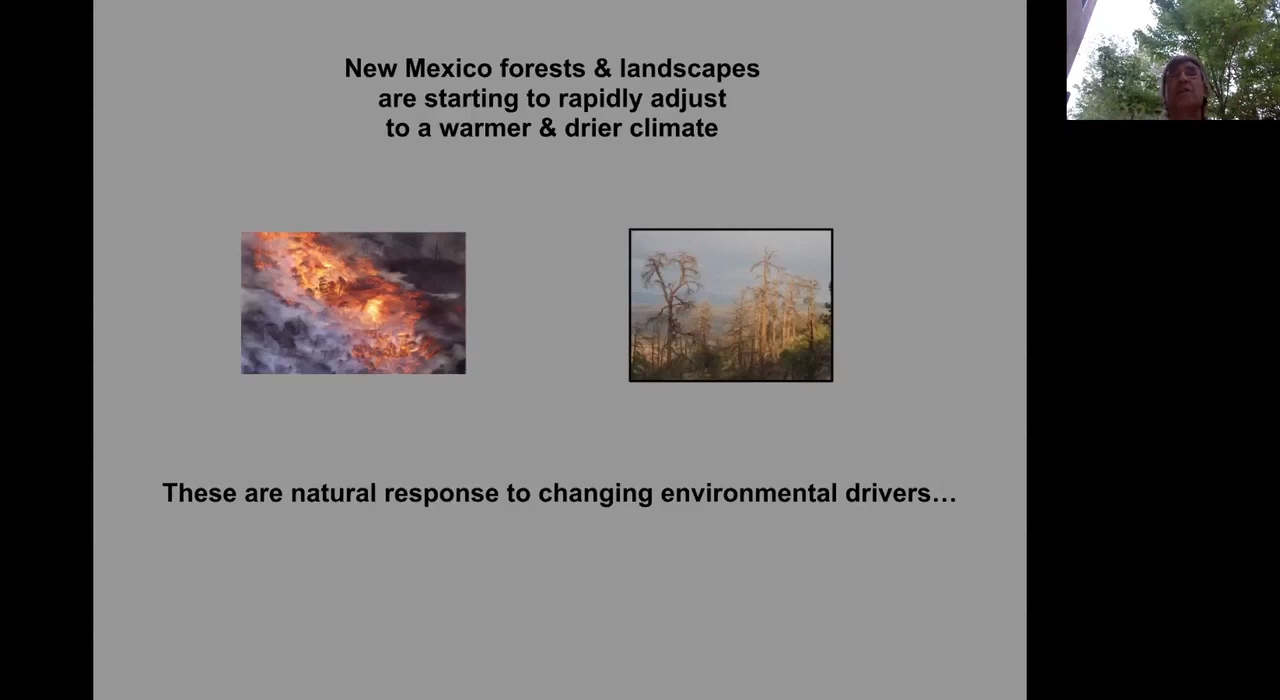 New Mexico forests & landscapes
are starting to rapidly adjust
to a warmer & drier climate
These are natural response to changing environmental drivers…